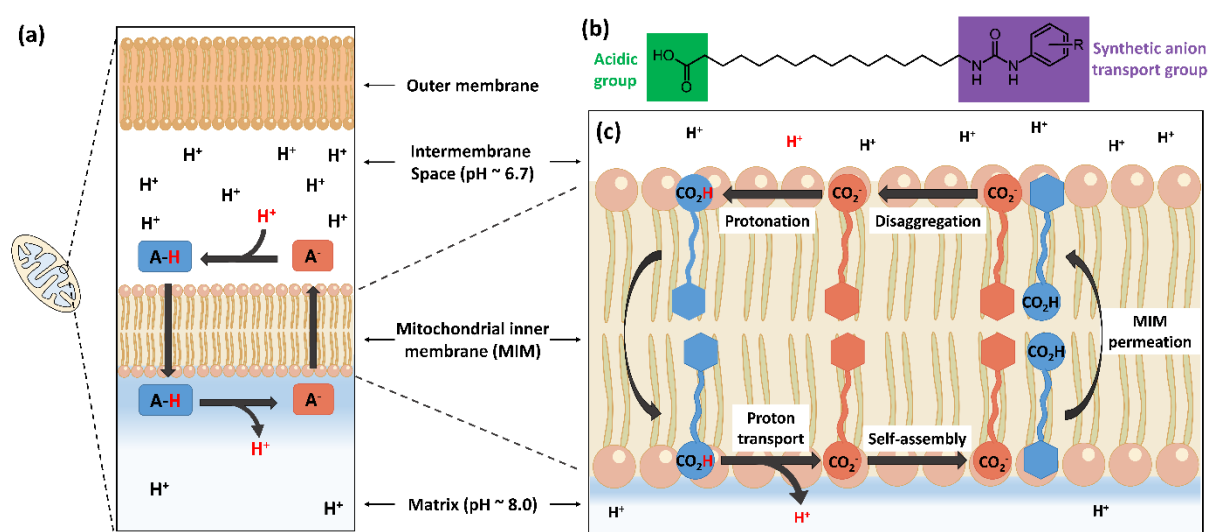 (a)
Outer membrane
H⁺ H⁺ H⁺
H⁺ H⁺ H⁺
H⁺ H⁺ H⁺
Intermembrane
Space (pH ~ 6.7)
A-H A⁻
Mitochondrial inner
membrane (MIM)
A-H A⁻
H⁺
H⁺
H⁺
Matrix (pH ~ 8.0)
(b)
Acidic
group
HO
O
O
N
H
N
H
R
Synthetic anion
transport group
(c)
H⁺ H⁺ H⁺ H⁺ H⁺ H⁺ H⁺
CO₂H CO₂⁻ CO₂⁻
Protonation
Disaggregation
CO₂H
MIM
permeation
CO₂H
Proton
transport
Self-assembly
CO₂H CO₂⁻ CO₂⁻
H⁺ H⁺ H⁺